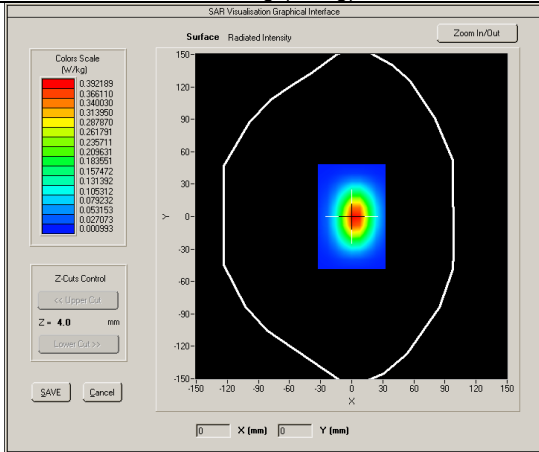 SAR Visualisation Graphical Interface
Surface Radiated Intensity
Zoom In/Out
Colors Scale
(W/kg)
0.392189
0.366110
0.340030
0.313950
0.287870
0.261791
0.235711
0.209631
0.183551
0.157472
0.131392
0.105312
0.079232
0.053153
0.027073
0.000993
Z-Cuts Control
<< Upper Cut
Z = 4.0 mm
Lower Cut >>
SAVE Cancel
150
120
90
60
30
0
-30
-60
-90
-120
-150
Y
-150 -120 -90 -60 -30 0 30 60 90 120 150
X
0 X (mm) 0 Y (mm)